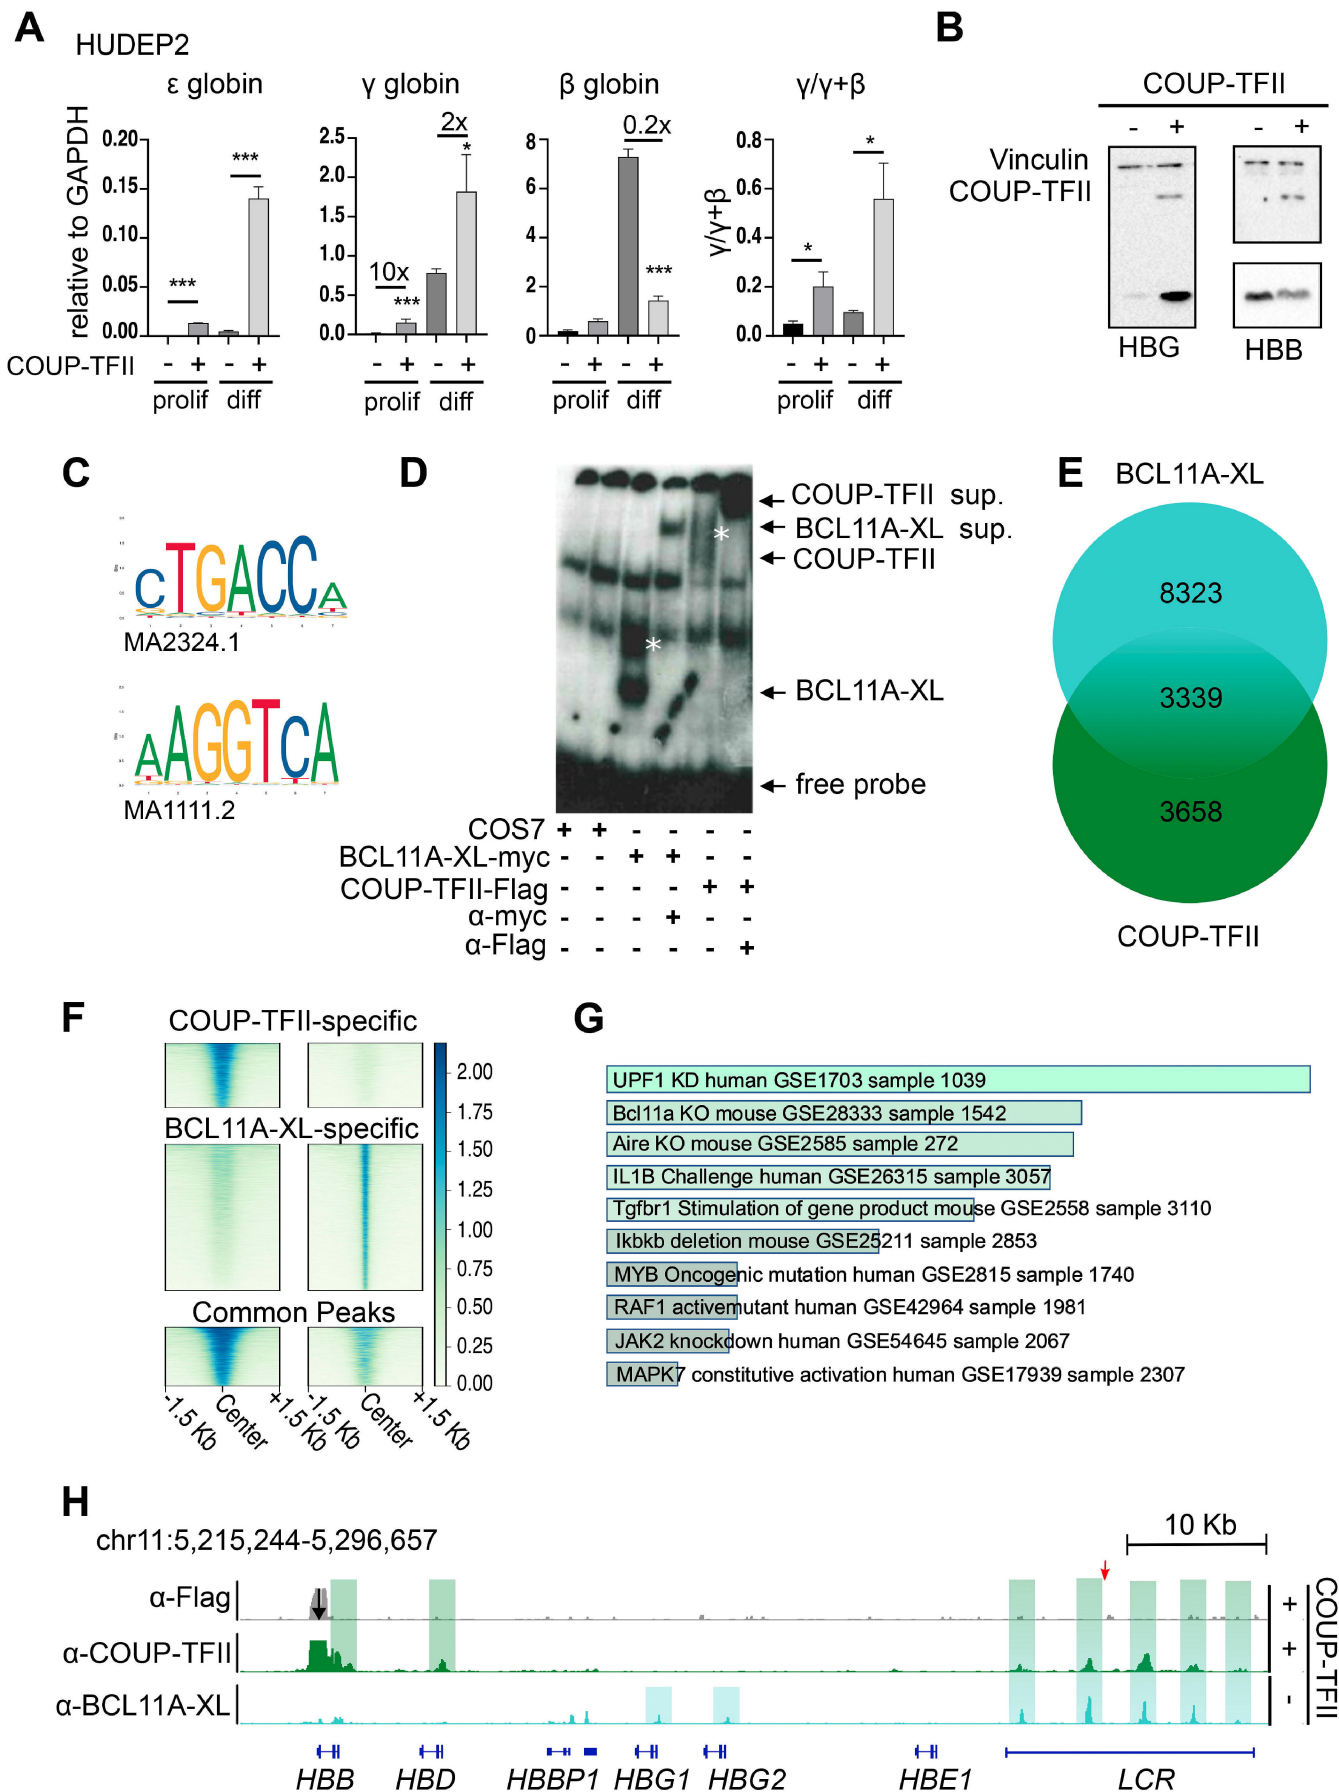 A
HUDEP2
ε globin
γ globin
β globin
γ/γ+β
relative to GAPDH
0.20
0.15
0.10
0.05
0.00
***
***
2.5
2.0
1.5
1.0
0.5
0.0
10x
***
2x
*
8
6
4
2
0
0.2x
***
γ/γ+β
0.8
0.6
0.4
0.2
0.0
*
*
COUP-TFII - + - + - + - + - + - + - + - +
prolif diff prolif diff prolif diff prolif diff
B
COUP-TFII
- + - +
Vinculin
COUP-TFII
HBG HBB
C
CTGACCA
MA2324.1
AAGGTCA
MA1111.2
D
COUP-TFII sup.
BCL11A-XL sup.
COUP-TFII
*
*
BCL11A-XL
free probe
COS7 + + - - - -
BCL11A-XL-myc - - + + - -
COUP-TFII-Flag - - - - + +
α-myc - - - + - -
α-Flag - - - - - +
E
BCL11A-XL
8323
3339
3658
COUP-TFII
F
COUP-TFII-specific
BCL11A-XL-specific
Common Peaks
2.00
1.75
1.50
1.25
1.00
0.75
0.50
0.25
0.00
-1.5 Kb Center +1.5 Kb -1.5 Kb Center +1.5 Kb
G
UPF1 KD human GSE1703 sample 1039
Bcl11a KO mouse GSE28333 sample 1542
Aire KO mouse GSE2585 sample 272
IL1B Challenge human GSE26315 sample 3057
Tgfbr1 Stimulation of gene product mouse GSE2558 sample 3110
Ikbkb deletion mouse GSE25211 sample 2853
MYB Oncogenic mutation human GSE2815 sample 1740
RAF1 activemutant human GSE42964 sample 1981
JAK2 knockdown human GSE54645 sample 2067
MAPK7 constitutive activation human GSE17939 sample 2307
H
chr11:5,215,244-5,296,657
10 Kb
α-Flag +
α-COUP-TFII +
α-BCL11A-XL -
COUP-TFII
HBB HBD HBBP1 HBG1 HBG2 HBE1 LCR